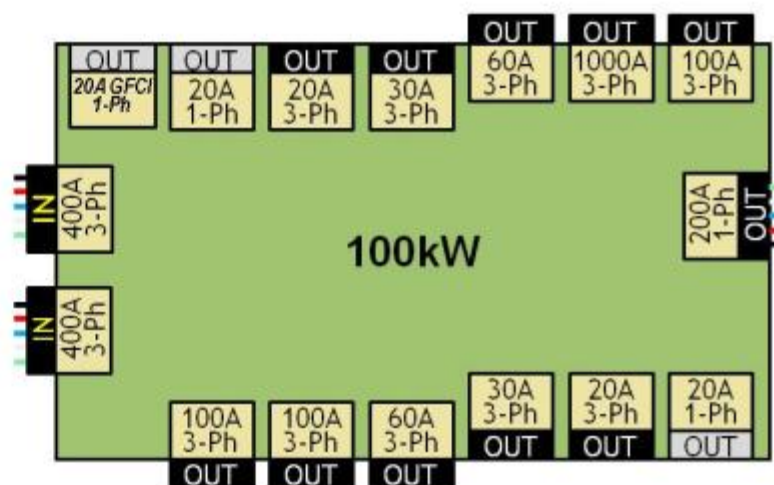 OUT
20A GFCI
1-Ph
OUT
20A
1-Ph
OUT
20A
3-Ph
OUT
30A
3-Ph
OUT
60A
3-Ph
OUT
1000A
3-Ph
OUT
100A
3-Ph
IN
400A
3-Ph
200A
1-Ph
OUT
100kW
IN
400A
3-Ph
100A
3-Ph
OUT
100A
3-Ph
OUT
60A
3-Ph
OUT
30A
3-Ph
OUT
20A
3-Ph
OUT
20A
1-Ph
OUT